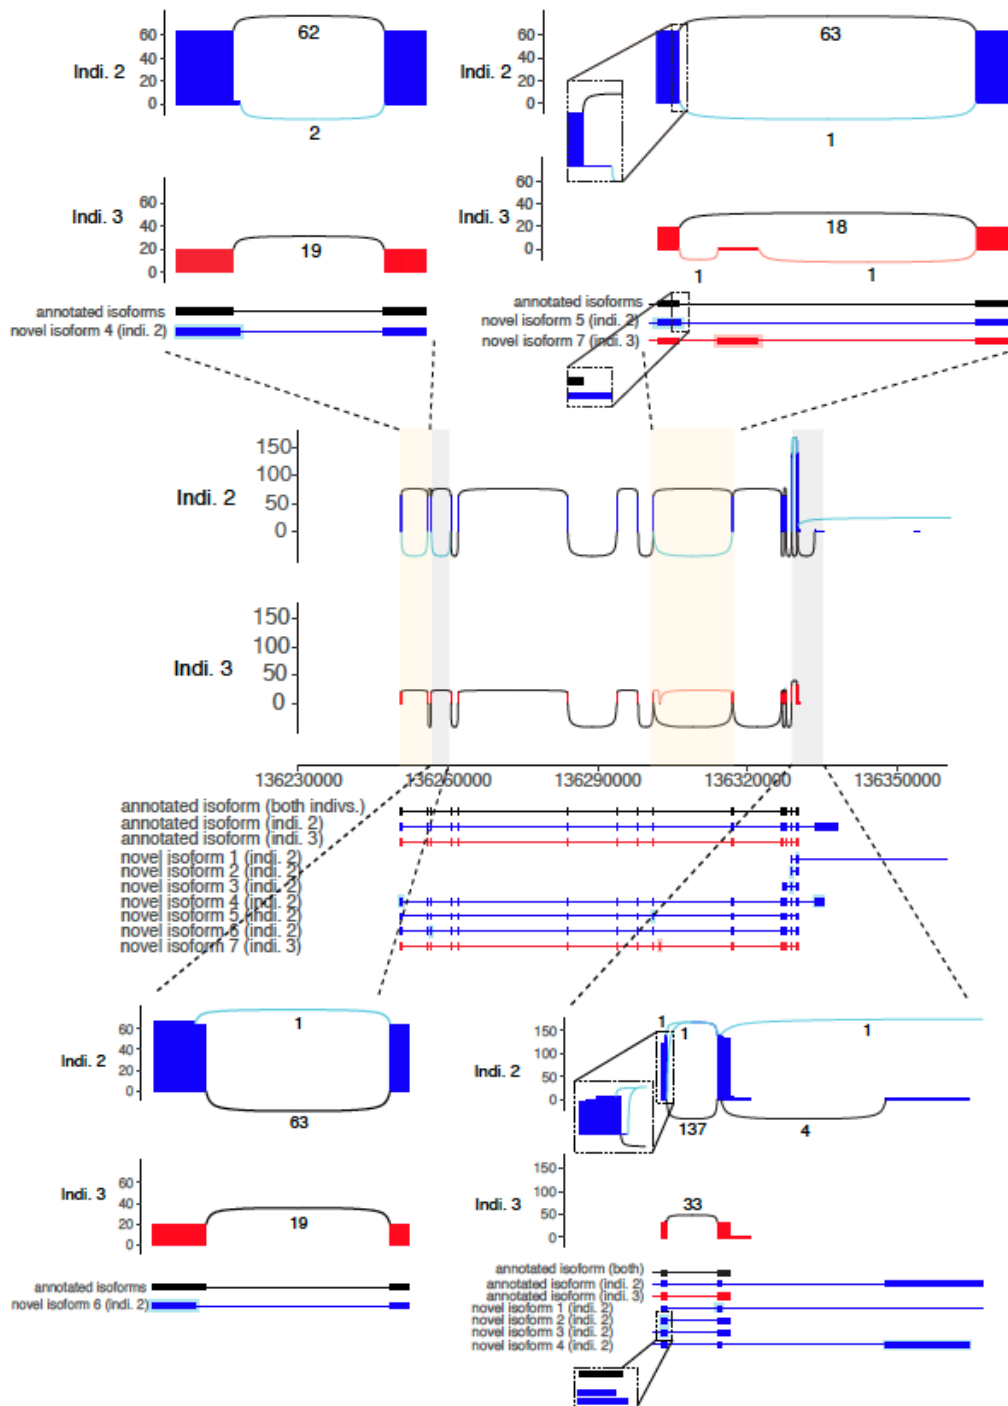 60
40
20
0
Indi. 2
62
2
60
40
20
0
Indi. 2
63
1
60
40
20
0
Indi. 3
19
60
40
20
0
Indi. 3
18
1
1
annotated isoforms
novel isoform 4 (indi. 2)
annotated isoforms
novel isoform 5 (indi. 2)
novel isoform 7 (indi. 3)
150
100
50
0
Indi. 2
150
100
50
0
Indi. 3
136230000 136260000 136290000 136320000 136350000
annotated isoform (both indivs.)
annotated isoform (indi. 2)
annotated isoform (indi. 3)
novel isoform 1 (indi. 2)
novel isoform 2 (indi. 2)
novel isoform 3 (indi. 2)
novel isoform 4 (indi. 2)
novel isoform 5 (indi. 2)
novel isoform 6 (indi. 2)
novel isoform 7 (indi. 3)
60
40
20
0
Indi. 2
1
63
150
100
50
0
Indi. 2
1
1
1
137
4
60
40
20
0
Indi. 3
19
150
100
50
0
Indi. 3
33
annotated isoforms
novel isoform 6 (indi. 2)
annotated isoform (both)
annotated isoform (indi. 2)
annotated isoform (indi. 3)
novel isoform 1 (indi. 2)
novel isoform 2 (indi. 2)
novel isoform 3 (indi. 2)
novel isoform 4 (indi. 2)